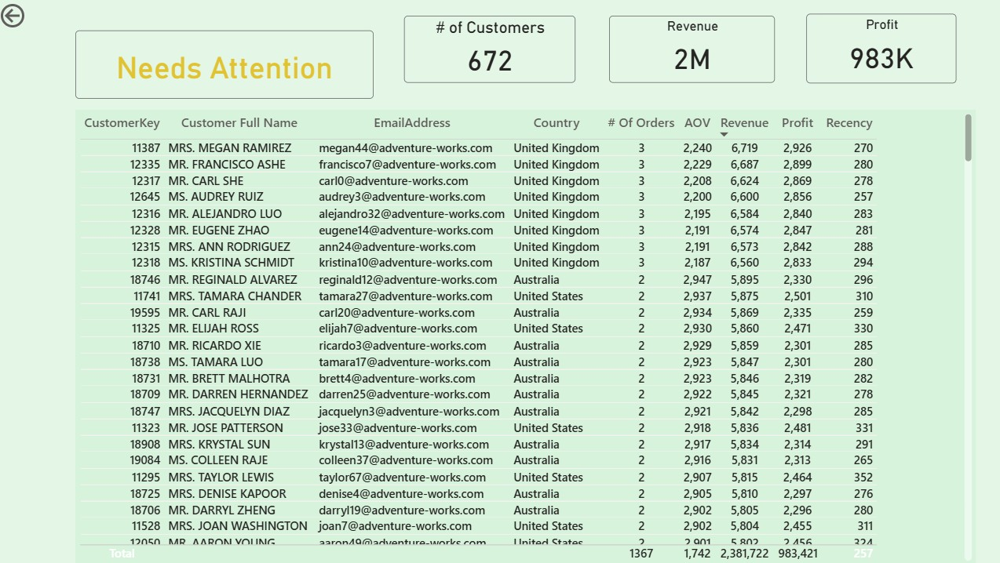 Needs Attention
# of Customers
672
Revenue
2M
Profit
983K
CustomerKey Customer Full Name EmailAddress Country # Of Orders AOV Revenue Profit Recency
11387 MRS. MEGAN RAMIREZ megan44@adventure-works.com United Kingdom 3 2,240 6,719 2,926 270
12335 MR. FRANCISCO ASHE francisco7@adventure-works.com United Kingdom 3 2,229 6,687 2,899 280
12317 MR. CARL SHE carl0@adventure-works.com United Kingdom 3 2,208 6,624 2,869 278
12645 MS. AUDREY RUIZ audrey3@adventure-works.com United Kingdom 3 2,200 6,600 2,856 257
12316 MR. ALEJANDRO LUO alejandro32@adventure-works.com United Kingdom 3 2,195 6,584 2,840 283
12328 MR. EUGENE ZHAO eugene14@adventure-works.com United Kingdom 3 2,191 6,574 2,847 281
12315 MRS. ANN RODRIGUEZ ann24@adventure-works.com United Kingdom 3 2,191 6,573 2,842 288
12318 MS. KRISTINA SCHMIDT kristina10@adventure-works.com United Kingdom 3 2,187 6,560 2,833 294
18746 MR. REGINALD ALVAREZ reginald12@adventure-works.com Australia 2 2,947 5,895 2,330 296
11741 MRS. TAMARA CHANDER tamara27@adventure-works.com United States 2 2,937 5,875 2,501 310
19595 MR. CARL RAJI carl20@adventure-works.com Australia 2 2,934 5,869 2,335 259
11325 MR. ELIJAH ROSS elijah7@adventure-works.com United States 2 2,930 5,860 2,471 330
18710 MR. RICARDO XIE ricardo3@adventure-works.com Australia 2 2,929 5,859 2,301 285
18738 MS. TAMARA LUO tamara17@adventure-works.com Australia 2 2,923 5,847 2,301 280
18731 MR. BRETT MALHOTRA brett4@adventure-works.com Australia 2 2,923 5,846 2,319 282
18709 MR. DARREN HERNANDEZ darren25@adventure-works.com Australia 2 2,922 5,845 2,321 278
18747 MRS. JACQUELYN DIAZ jacquelyn3@adventure-works.com Australia 2 2,921 5,842 2,298 285
11323 MR. JOSE PATTERSON jose33@adventure-works.com United States 2 2,918 5,836 2,481 331
18908 MRS. KRYSTAL SUN krystal13@adventure-works.com Australia 2 2,917 5,834 2,314 291
19084 MS. COLLEEN RAJE colleen37@adventure-works.com Australia 2 2,916 5,831 2,313 265
11295 MRS. TAYLOR LEWIS taylor67@adventure-works.com United States 2 2,907 5,815 2,464 352
18725 MRS. DENISE KAPOOR denise4@adventure-works.com Australia 2 2,905 5,810 2,297 276
18706 MR. DARRYL ZHENG darryl19@adventure-works.com Australia 2 2,902 5,805 2,296 280
11528 MRS. JOAN WASHINGTON joan7@adventure-works.com United States 2 2,902 5,804 2,455 311
12050 MR. AARON YOUNG aaron49@adventure-works.com United States 2 2,901 5,802 2,456 324
Total 1367 1,742 2,381,722 983,421 257